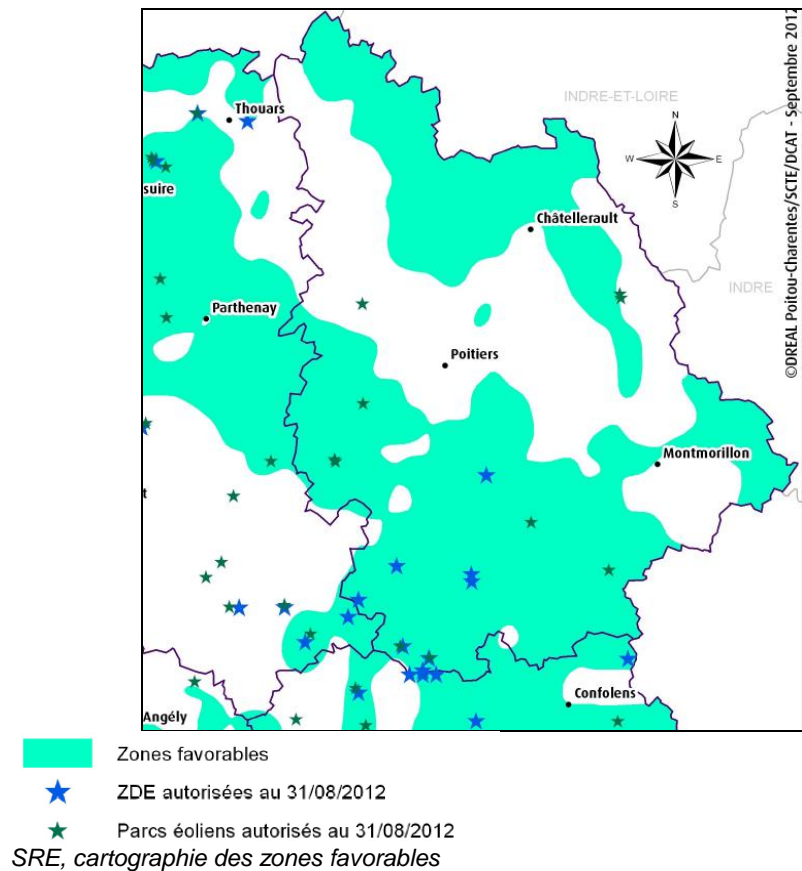 ©DREAL Poitou-Charentes/SCTE/DCAT - Septembre 2012
INDRE-ET-LOIRE
N
Thouars
W
E
suire
S
Châtellerault
INDRE
Parthenay
Poitiers
Montmorillon
t
Confolens
Angély
Zones favorables
ZDE autorisées au 31/08/2012
Parcs éoliens autorisés au 31/08/2012
SRE, cartographie des zones favorables